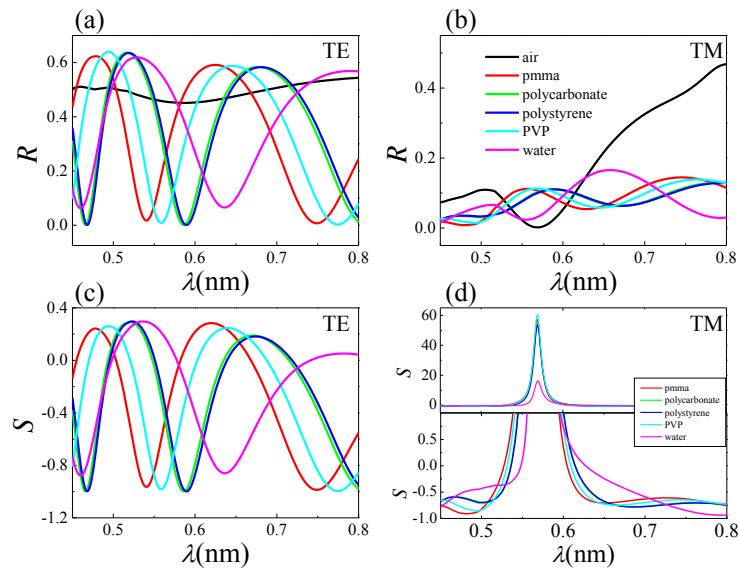 (a)
TE
R
0.6
0.4
0.2
0.0
0.5 0.6 0.7 0.8
λ(nm)
(b)
TM
R
0.4
0.2
0.0
air
pmma
polycarbonate
polystyrene
PVP
water
0.5 0.6 0.7 0.8
λ(nm)
(c)
TE
S
0.4
0.0
-0.4
-0.8
-1.2
0.5 0.6 0.7 0.8
λ(nm)
(d)
TM
S
60
40
20
0
pmma
polycarbonate
polystyrene
PVP
water
S
0.5
0.0
-0.5
-1.0
0.5 0.6 0.7 0.8
λ(nm)